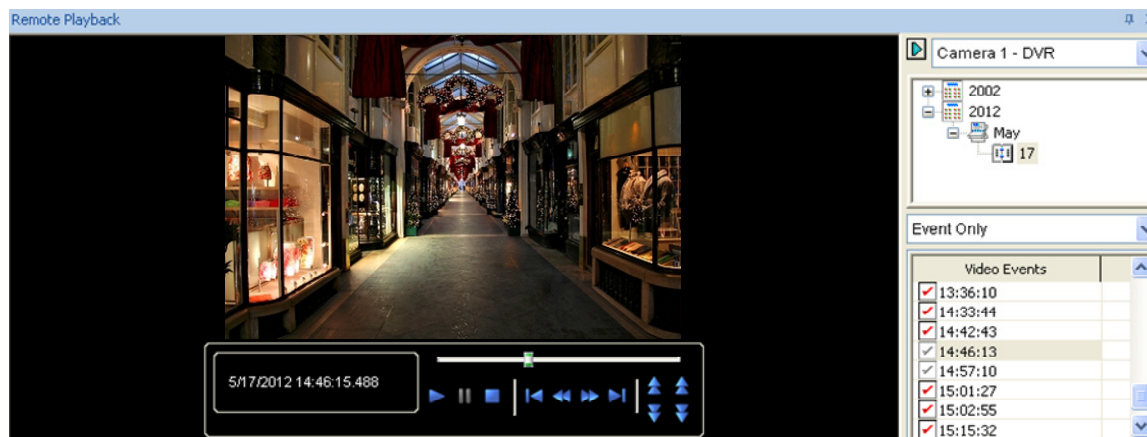 Remote Playback
Camera 1 - DVR
2002
2012
May
17
Event Only
Video Events
13:36:10
14:33:44
14:42:43
14:46:13
14:57:10
15:01:27
15:02:55
15:15:32
5/17/2012 14:46:15.488